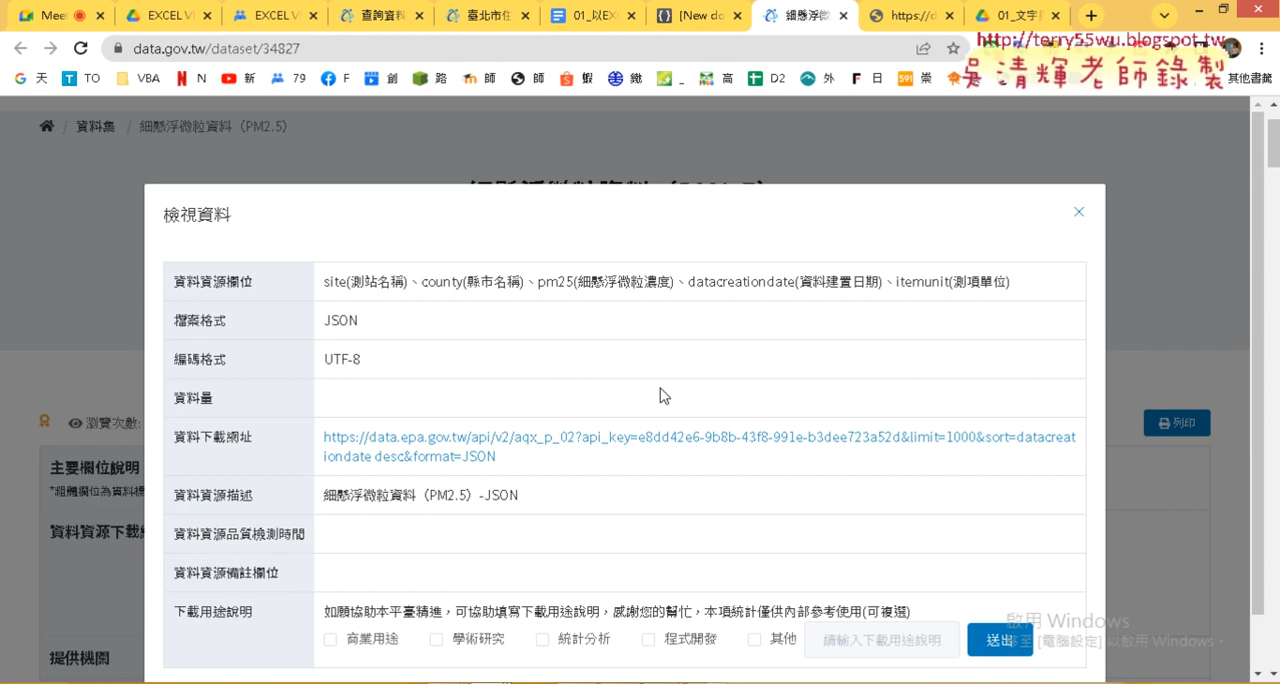 Meet
EXCEL V
EXCEL V
查詢資料
臺北市住
01_以EX
[New do
細懸浮微
https://d
01_文字
data.gov.tw/dataset/34827
http://terry55wu.blogspot.tw
吳清輝老師錄製
天 TO VBA N 新 79 F 創 路 師 師 蝦 鐵 _ 高 D2 外 日 崇 其他書籤
資料集 / 細懸浮微粒資料（PM2.5）
檢視資料
資料資源欄位 site(測站名稱)、county(縣市名稱)、pm25(細懸浮微粒濃度)、datacreationdate(資料建置日期)、itemunit(測項單位)
檔案格式 JSON
編碼格式 UTF-8
資料量
瀏覽次數:
列印
資料下載網址 https://data.epa.gov.tw/api/v2/aqx_p_02?api_key=e8dd42e6-9b8b-43f8-991e-b3dee723a52d&limit=1000&sort=datacreat
iondate desc&format=JSON
主要欄位說明
資料資源描述 細懸浮微粒資料（PM2.5）-JSON
資料資源下載
資料資源品質檢測時間
資料資源備註欄位
下載用途說明 如願協助本平臺精進，可協助填寫下載用途說明，感謝您的幫忙，本項統計僅供內部參考使用(可複選)
商業用途 學術研究 統計分析 程式開發 其他 請輸入下載用途說明 送出
啟用 Windows
移至 [電腦設定] 以啟用 Windows。
提供機關